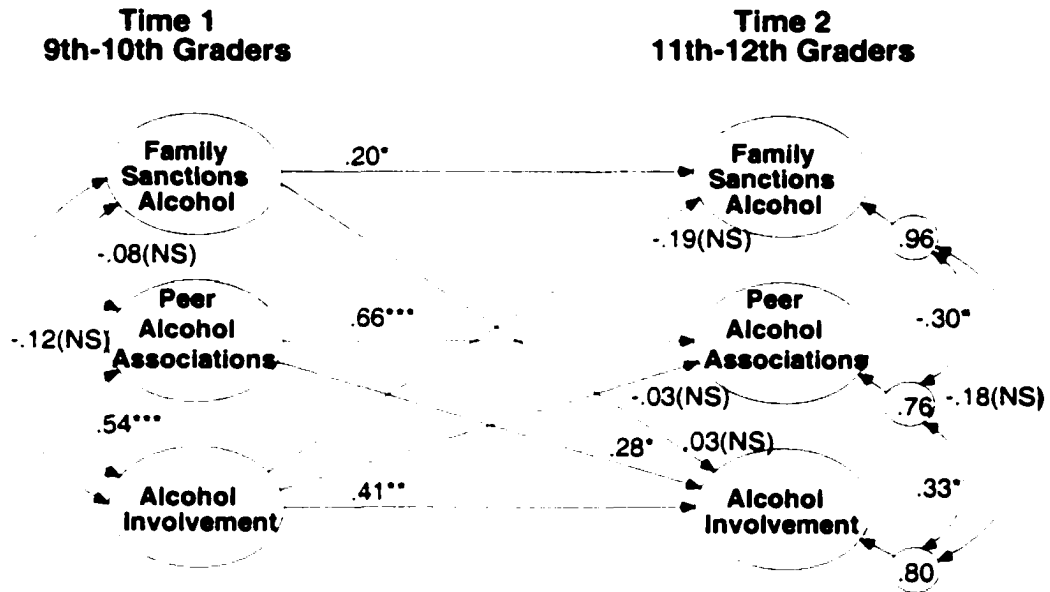 Time 1
9th-10th Graders
Time 2
11th-12th Graders
Family
Sanctions
Alcohol
.20*
Family
Sanctions
Alcohol
-.08(NS)
-.19(NS)
.96
Peer
Alcohol
Associations
.66***
Peer
Alcohol
Associations
-.30*
-.12(NS)
-.03(NS)
.76
-.18(NS)
.54***
.28*
.03(NS)
Alcohol
Involvement
.41**
Alcohol
Involvement
.33*
.80